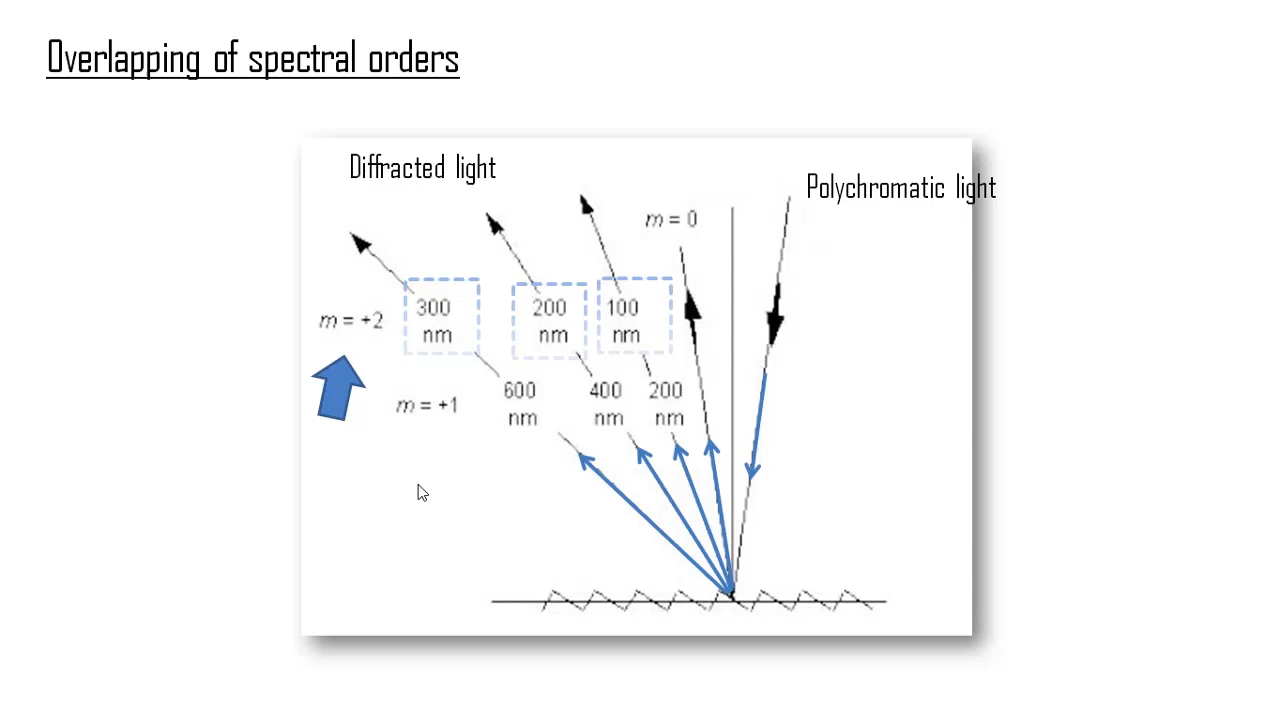 Overlapping of spectral orders
Diffracted light
Polychromatic light
m = 0
300
nm
200
nm
100
nm
m = +2
600
nm
400
nm
200
nm
m = +1